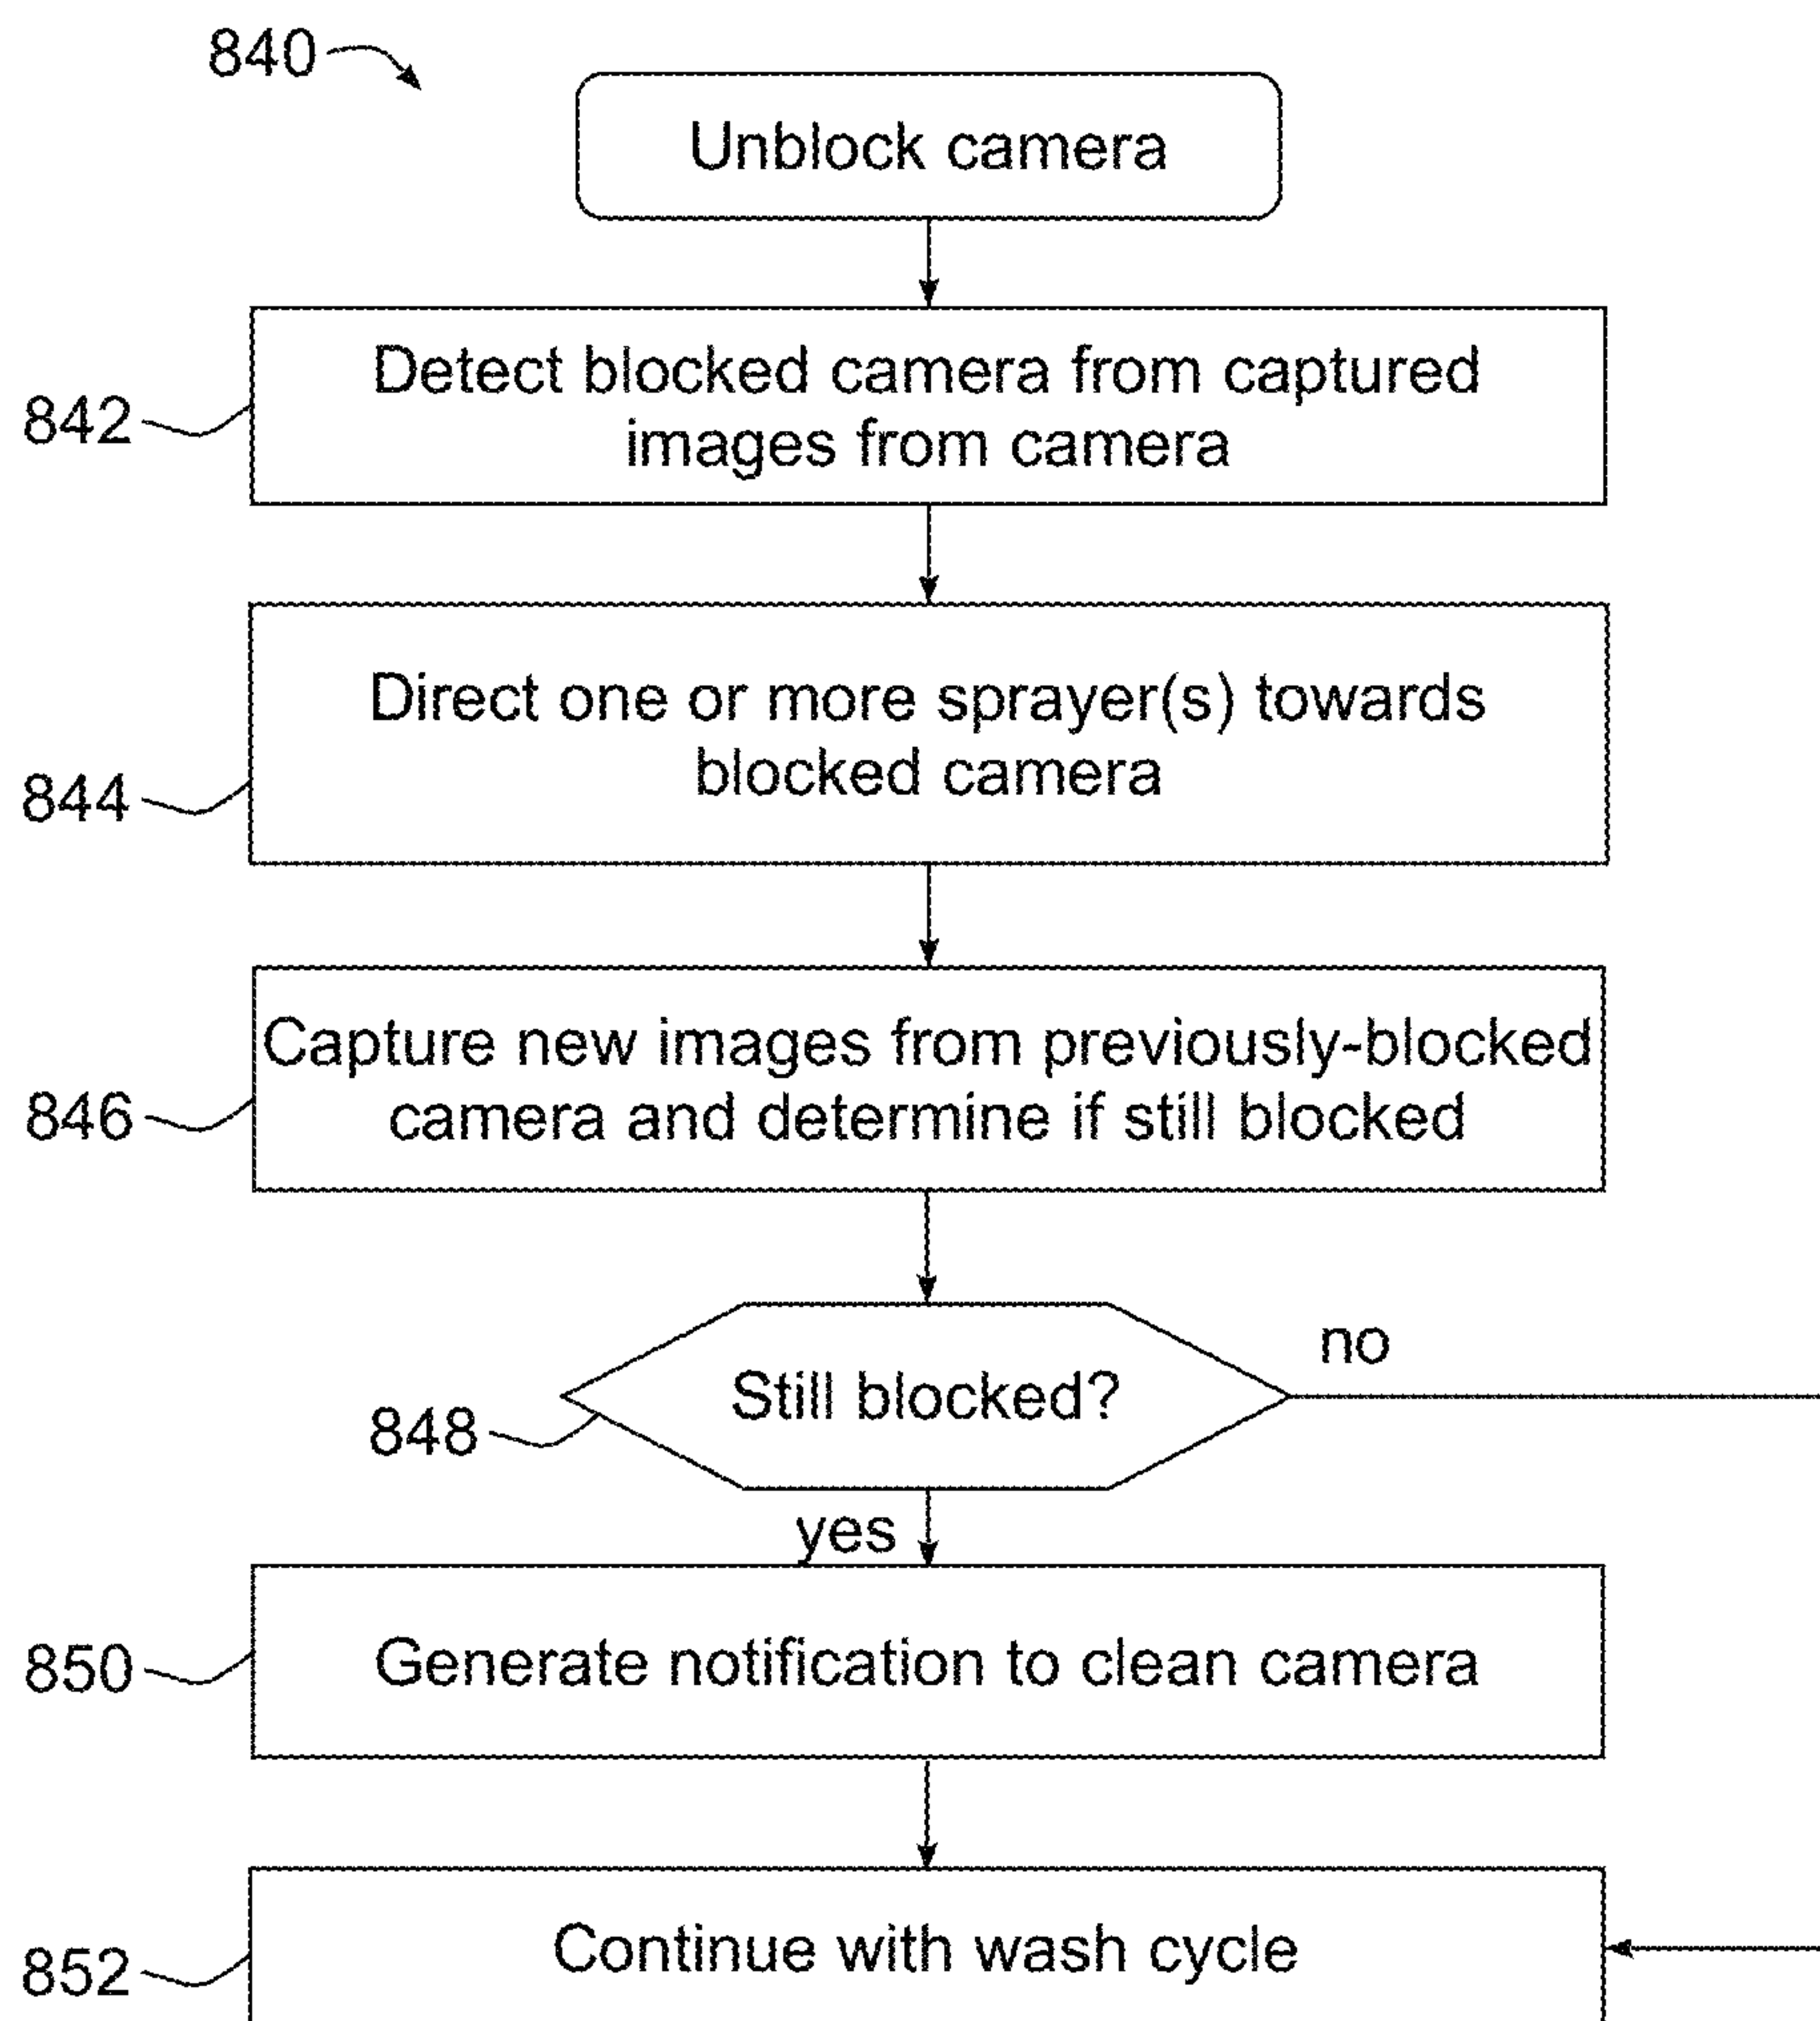 840
Unblock camera
Detect blocked camera from captured
images from camera
842
Direct one or more sprayer(s) towards
blocked camera
844
Capture new images from previously-blocked
camera and determine if still blocked
846
no
Still blocked?
848
yes
Generate notification to clean camera
850
Continue with wash cycle
852